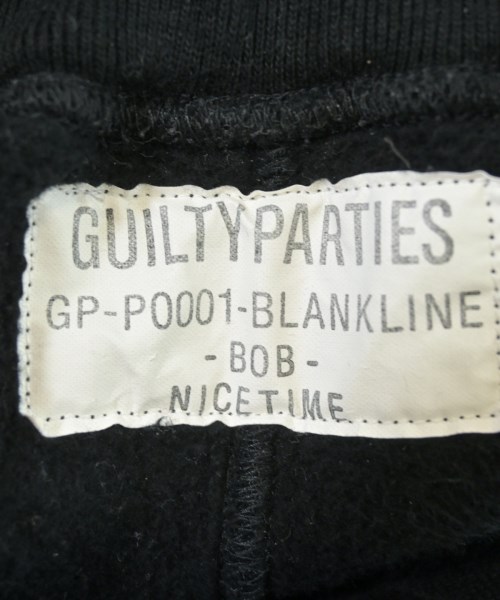 GUILTYPARTIES
GP-P0001-BLANKLINE
- BOB -
NICETIME